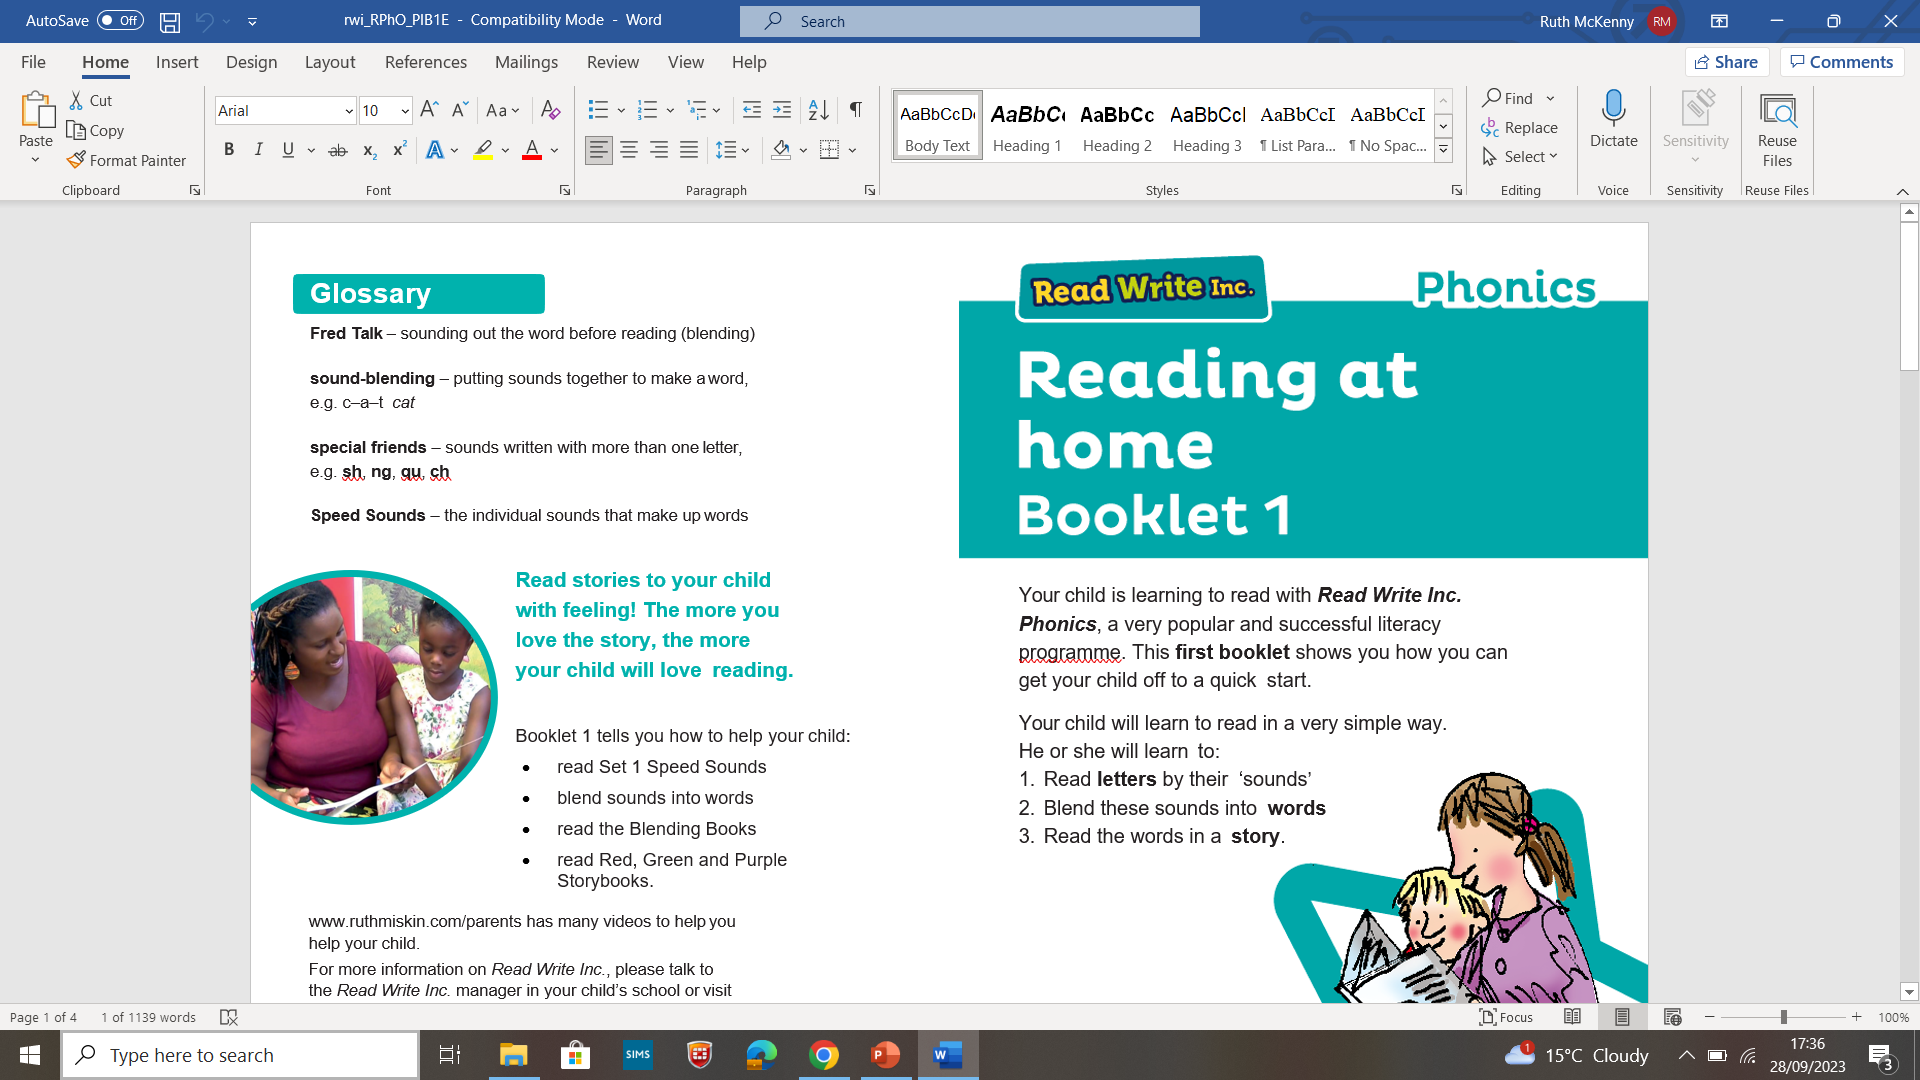 AutoSave Off rwi_RPhO_PIB1E - Compatibility Mode - Word Search Ruth McKenny RM
File Home Insert Design Layout References Mailings Review View Help Share Comments
Paste Cut Copy Format Painter
Clipboard
Arial 10
Font
Paragraph
AaBbCcDc AaBbCc AaBbCc AaBbCcI AaBbCcI AaBbCcI
Body Text Heading 1 Heading 2 Heading 3 ¶ List Para... ¶ No Spac...
Styles
Find
Replace
Select
Editing
Dictate
Voice
Sensitivity
Sensitivity
Reuse
Files
Reuse Files
Glossary
Fred Talk – sounding out the word before reading (blending)
sound-blending – putting sounds together to make a word,
e.g. c–a–t cat
special friends – sounds written with more than one letter,
e.g. sh, ng, qu, ch
Speed Sounds – the individual sounds that make up words
Read stories to your child
with feeling! The more you
love the story, the more
your child will love reading.
Booklet 1 tells you how to help your child:
• read Set 1 Speed Sounds
• blend sounds into words
• read the Blending Books
• read Red, Green and Purple
Storybooks.
www.ruthmiskin.com/parents has many videos to help you
help your child.
For more information on Read Write Inc., please talk to
the Read Write Inc. manager in your child's school or visit
Read Write Inc. Phonics
Reading at
home
Booklet 1
Your child is learning to read with Read Write Inc.
Phonics, a very popular and successful literacy
programme. This first booklet shows you how you can
get your child off to a quick start.
Your child will learn to read in a very simple way.
He or she will learn to:
1. Read letters by their ‘sounds’
2. Blend these sounds into words
3. Read the words in a story.
Page 1 of 4 1 of 1139 words Focus 100%
Type here to search SIMS 1 15°C Cloudy 17:36
28/09/2023 3